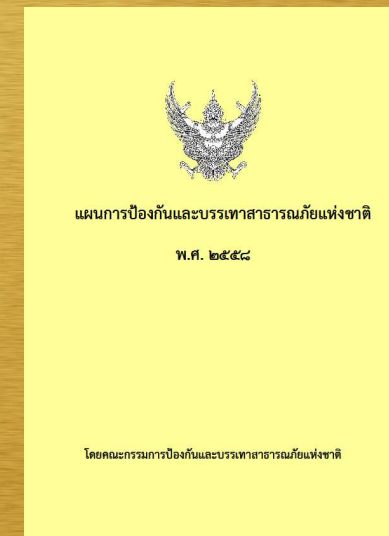 แผนการป้องกันและบรรเทาสาธารณภัยแห่งชาติ
พ.ศ. ๒๕๕๘
โดยคณะกรรมการป้องกันและบรรเทาสาธารณภัยแห่งชาติ